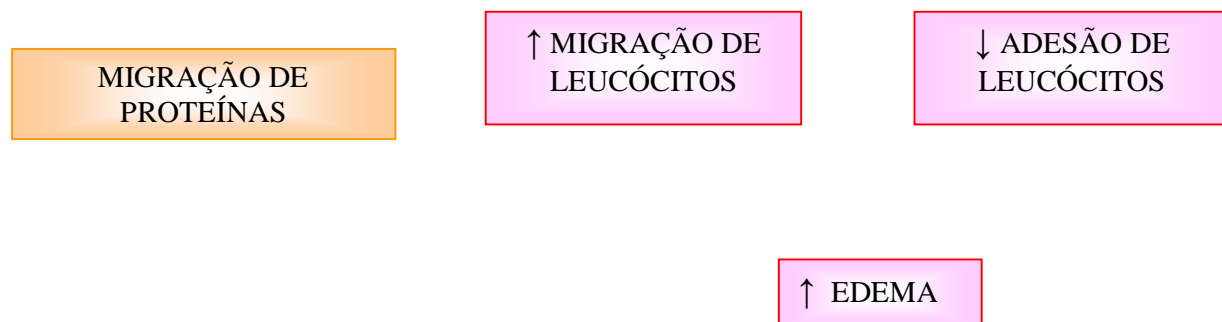 MIGRAÇÃO DE
PROTEÍNAS
↑ MIGRAÇÃO DE
LEUCÓCITOS
↓ ADESÃO DE
LEUCÓCITOS
↑ EDEMA